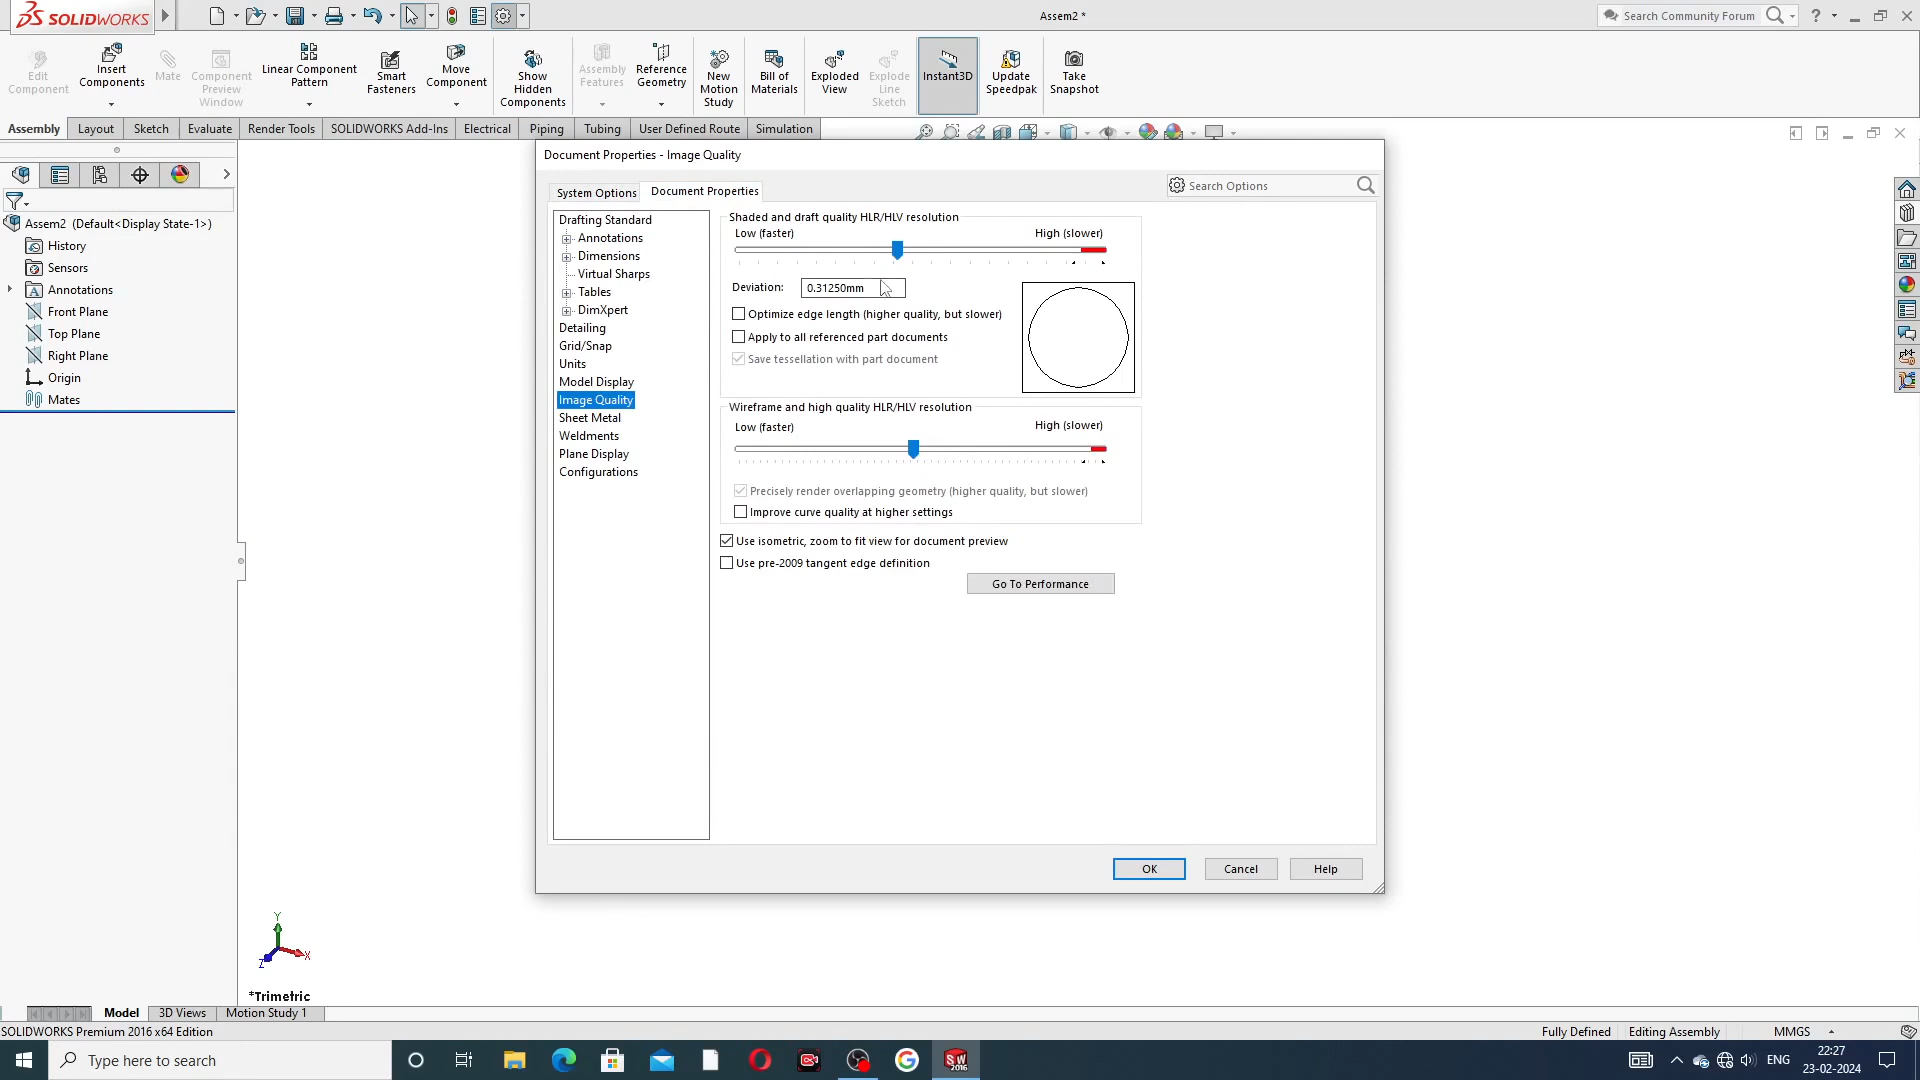 SOLIDWORKS
Assem2 *
Search Community Forum
Edit Component
Insert Components
Mate
Component Preview Window
Linear Component Pattern
Smart Fasteners
Move Component
Show Hidden Components
Assembly Features
Reference Geometry
New Motion Study
Bill of Materials
Exploded View
Explode Line Sketch
Instant3D
Update Speedpak
Take Snapshot
Assembly
Layout
Sketch
Evaluate
Render Tools
SOLIDWORKS Add-Ins
Electrical
Piping
Tubing
User Defined Route
Simulation
Assem2 (Default<Display State-1>)
History
Sensors
Annotations
Front Plane
Top Plane
Right Plane
Origin
Mates
Document Properties - Image Quality
System Options
Document Properties
Search Options
Drafting Standard
Annotations
Dimensions
Virtual Sharps
Tables
DimXpert
Detailing
Grid/Snap
Units
Model Display
Image Quality
Sheet Metal
Weldments
Plane Display
Configurations
Shaded and draft quality HLR/HLV resolution
Low (faster)
High (slower)
Deviation:
0.31250mm
Optimize edge length (higher quality, but slower)
Apply to all referenced part documents
Save tessellation with part document
Wireframe and high quality HLR/HLV resolution
Low (faster)
High (slower)
Precisely render overlapping geometry (higher quality, but slower)
Improve curve quality at higher settings
Use isometric, zoom to fit view for document preview
Use pre-2009 tangent edge definition
Go To Performance
OK
Cancel
Help
Y
X
Z
*Trimetric
Model
3D Views
Motion Study 1
SOLIDWORKS Premium 2016 x64 Edition
Fully Defined
Editing Assembly
MMGS
Type here to search
SW
2016
ENG
22:27
23-02-2024